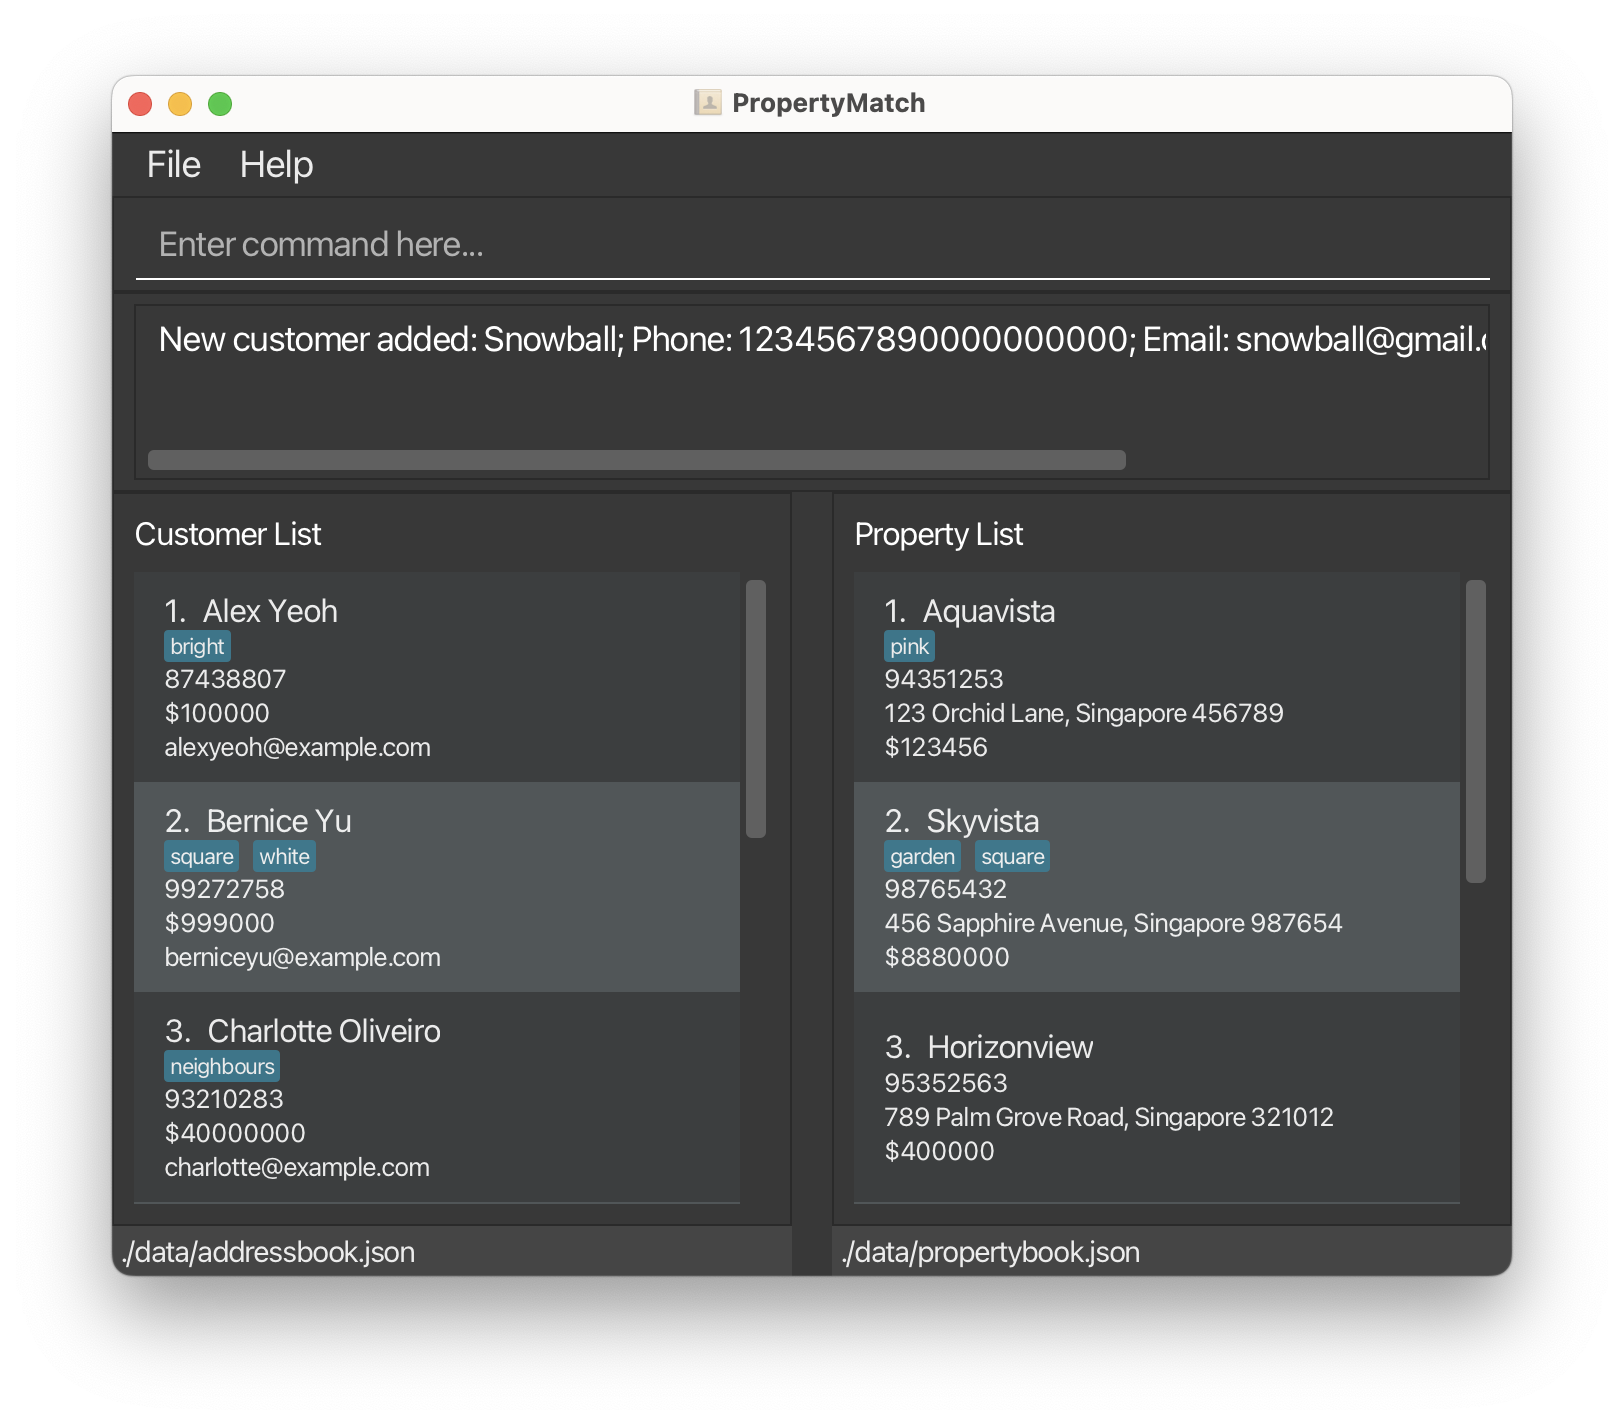 PropertyMatch
File Help
Enter command here...
New customer added: Snowball; Phone: 1234567890000000000; Email: snowball@gmail.
Customer List
1. Alex Yeoh
bright
87438807
$100000
alexyeoh@example.com
2. Bernice Yu
square white
99272758
$999000
berniceyu@example.com
3. Charlotte Oliveiro
neighbours
93210283
$40000000
charlotte@example.com
./data/addressbook.json
Property List
1. Aquavista
pink
94351253
123 Orchid Lane, Singapore 456789
$123456
2. Skyvista
garden square
98765432
456 Sapphire Avenue, Singapore 987654
$8880000
3. Horizonview
95352563
789 Palm Grove Road, Singapore 321012
$400000
./data/propertybook.json